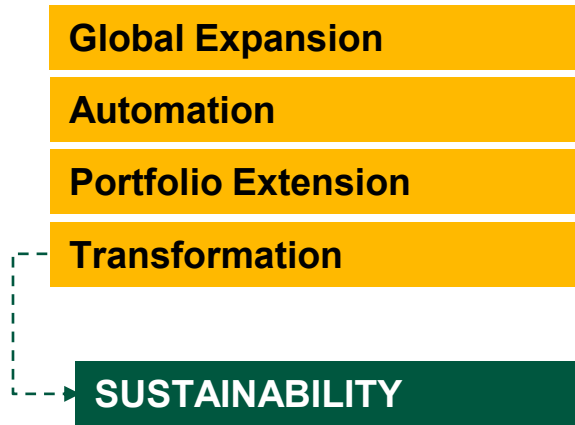 Global Expansion
Automation
Portfolio Extension
Transformation
SUSTAINABILITY